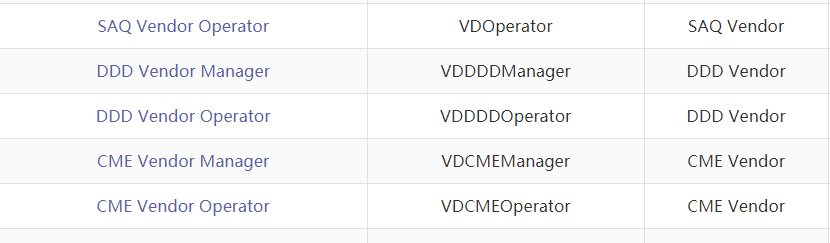 SAQ Vendor Operator VDOperator SAQ Vendor
DDD Vendor Manager VDDDDManager DDD Vendor
DDD Vendor Operator VDDDDOperator DDD Vendor
CME Vendor Manager VDCMEManager CME Vendor
CME Vendor Operator VDCMEOperator CME Vendor